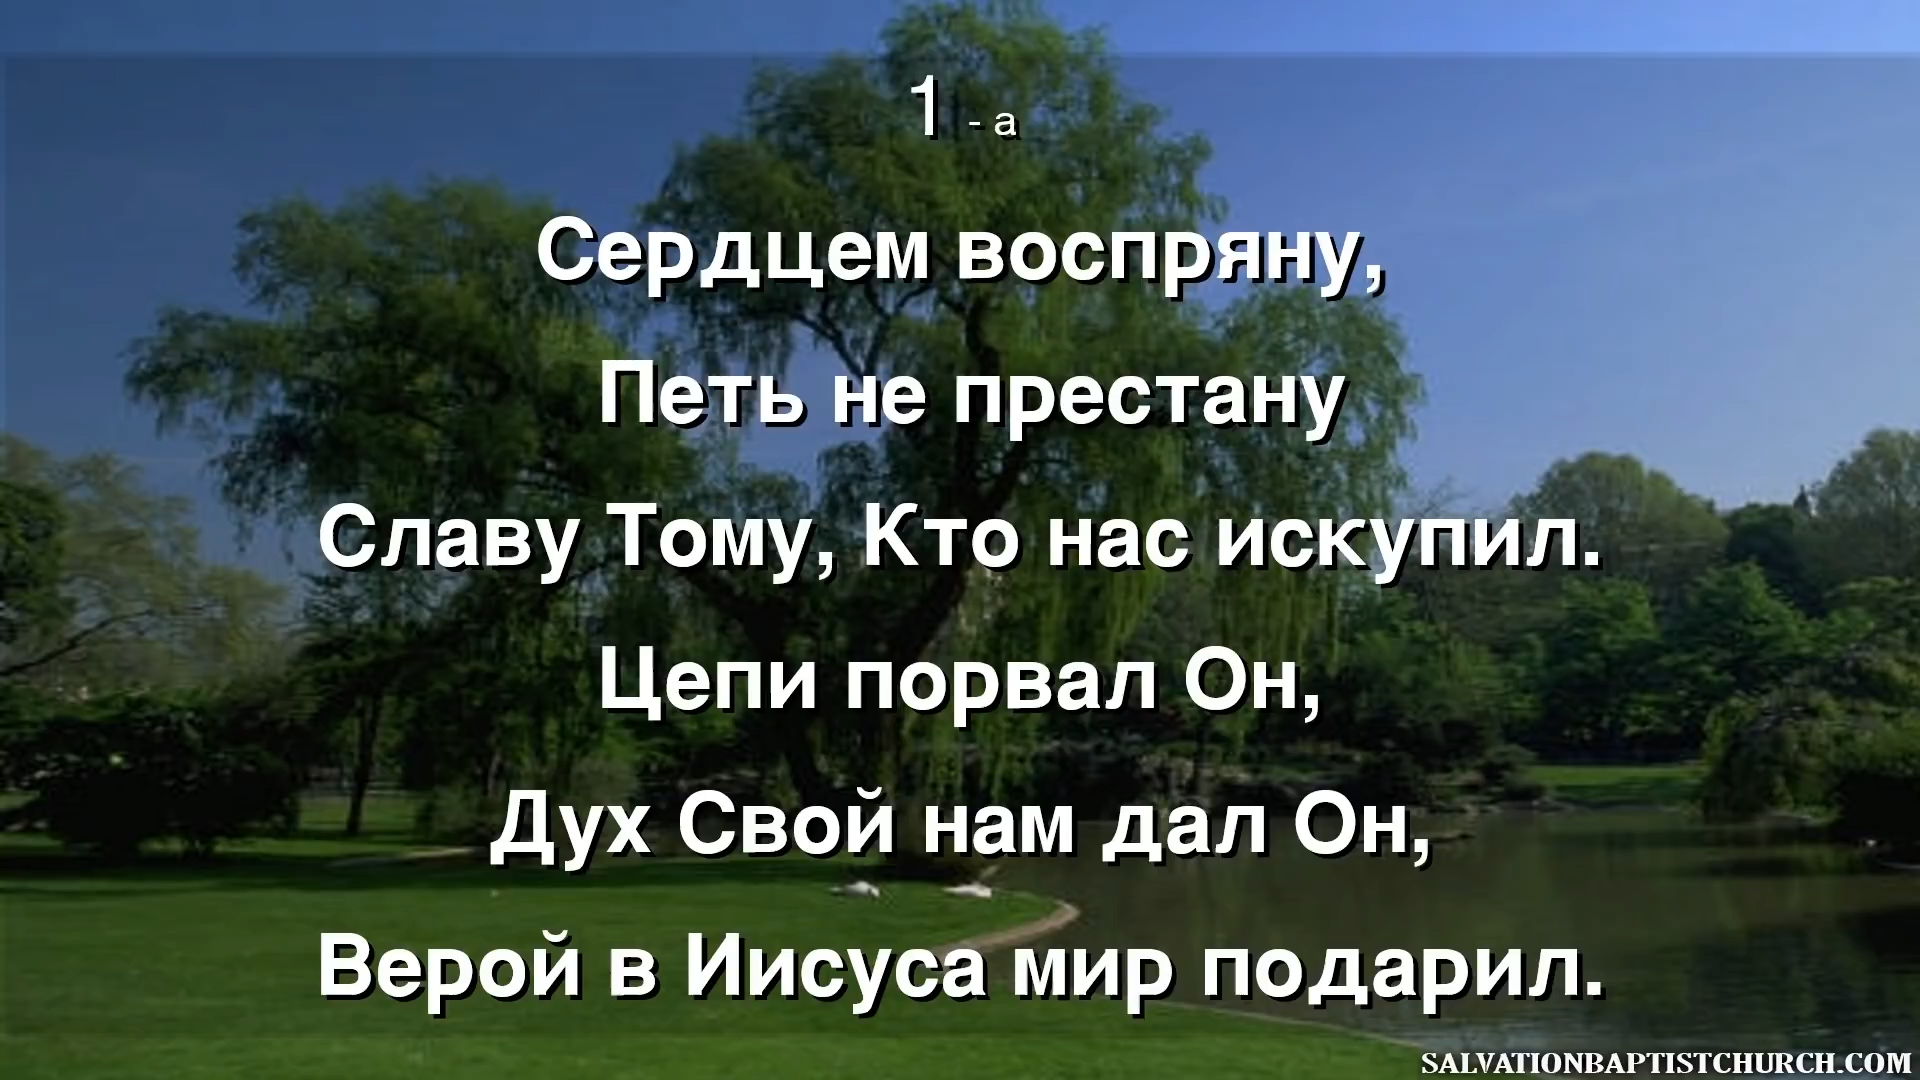 1 - а
Сердцем воспряну,
Петь не престану
Славу Тому, Кто нас искупил.
Цепи порвал Он,
Дух Свой нам дал Он,
Верой в Иисуса мир подарил.
SALVATIONBAPTISTCHURCH.COM